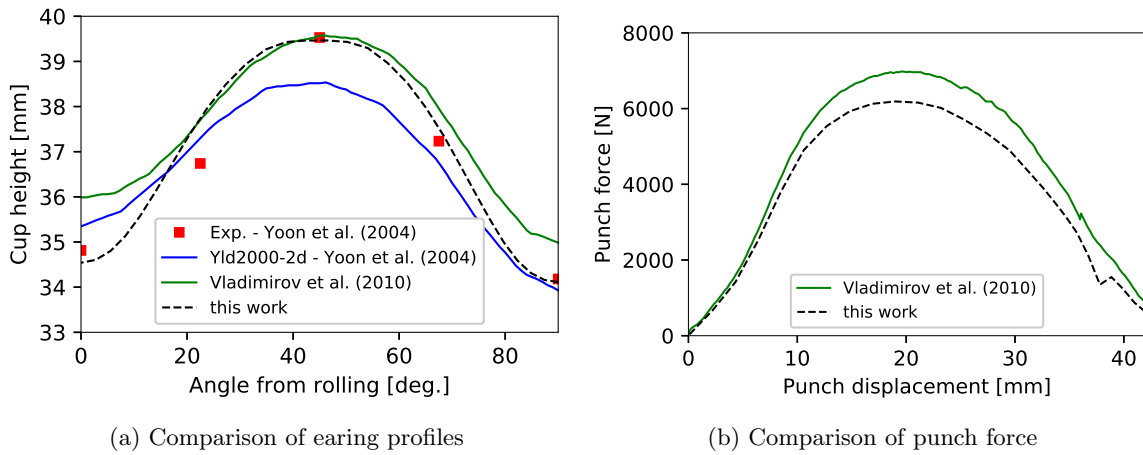 40
39
38
37
36
35
34
33
Cup height [mm]
Exp. - Yoon et al. (2004)
Yld2000-2d - Yoon et al. (2004)
Vladimirov et al. (2010)
this work
0
20
40
60
80
Angle from rolling [deg.]
(a) Comparison of earing profiles
8000
6000
4000
2000
0
Punch force [N]
Vladimirov et al. (2010)
this work
0
10
20
30
40
Punch displacement [mm]
(b) Comparison of punch force